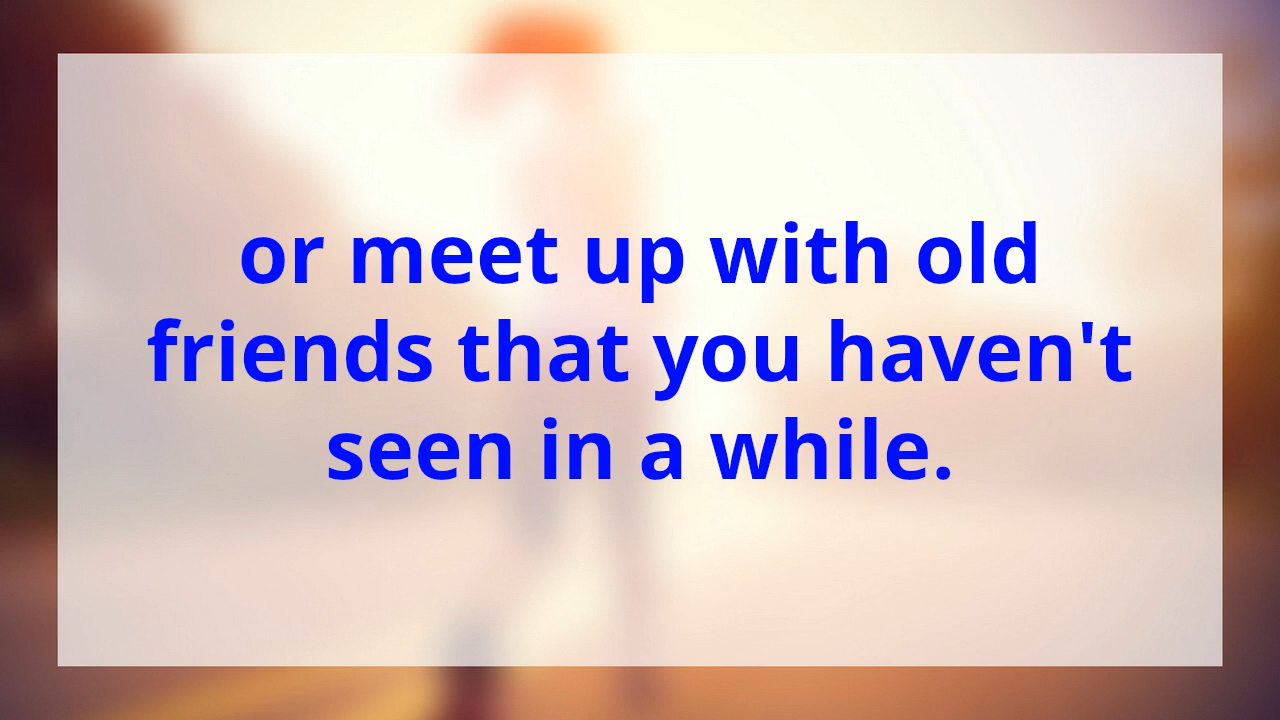 or meet up with old
friends that you haven't
seen in a while.